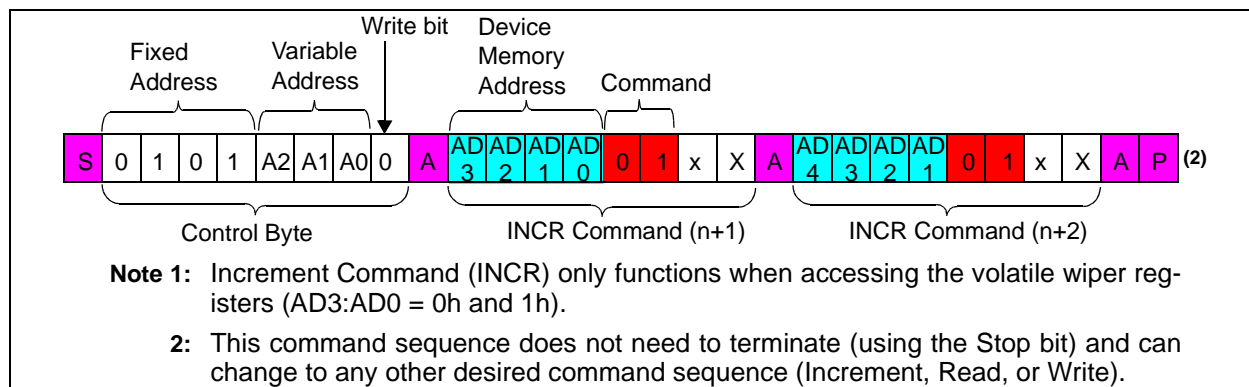 Write bit
Fixed Address
Variable Address
Device Memory Address
Command
S 0 1 0 1 A2 A1 A0 0 A AD3 AD2 AD1 AD0 0 1 x X A AD4 AD3 AD2 AD1 0 1 x X A P (2)
Control Byte
INCR Command (n+1)
INCR Command (n+2)
Note 1: Increment Command (INCR) only functions when accessing the volatile wiper reg-
isters (AD3:AD0 = 0h and 1h).
2: This command sequence does not need to terminate (using the Stop bit) and can
change to any other desired command sequence (Increment, Read, or Write).